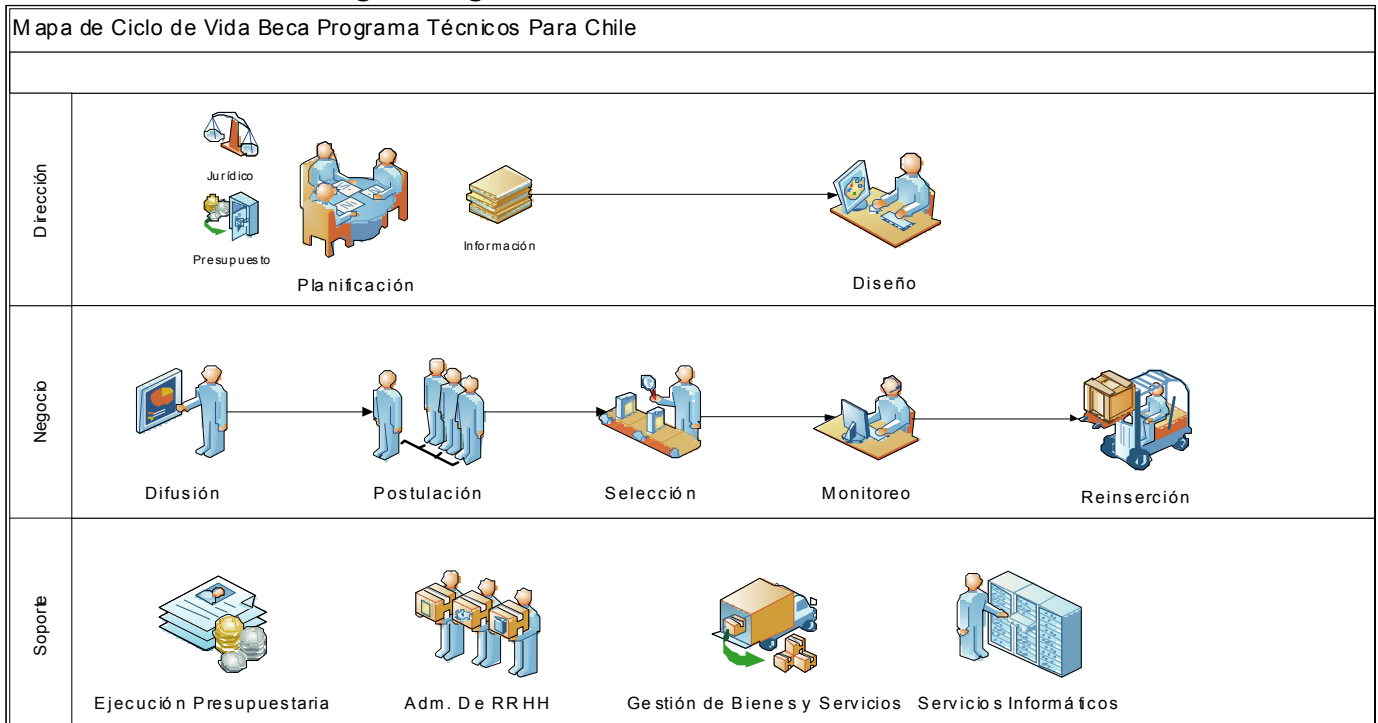 Mapa de Ciclo de Vida Beca Programa Técnicos Para Chile
Dirección
Jurídico
Presupuesto
Planificación
Información
Diseño
Negocio
Difusión
Postulación
Selección
Monitoreo
Reinserción
Soporte
Ejecución Presupuestaria
Adm. De RRHH
Gestión de Bienes y Servicios
Servicios Informáticos